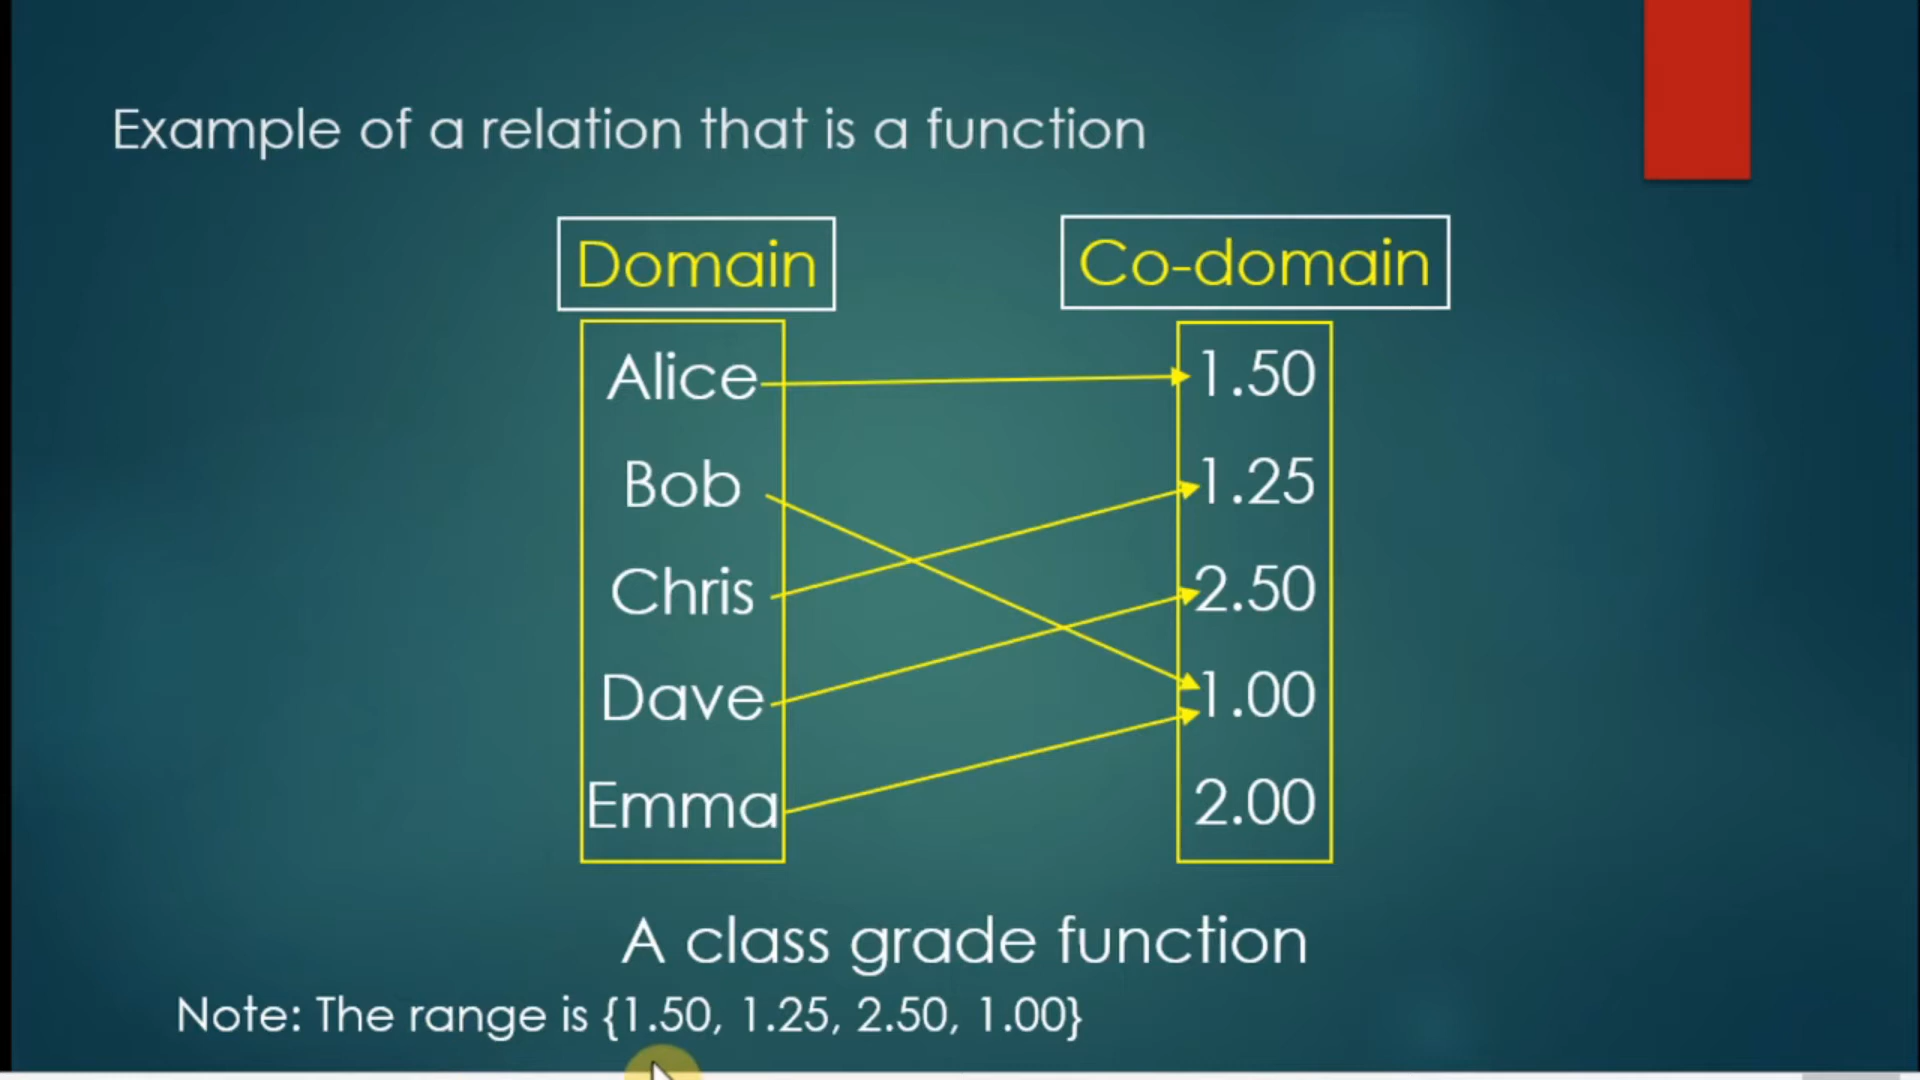 Example of a relation that is a function
Domain Co-domain
Alice 1.50
Bob 1.25
Chris 2.50
Dave 1.00
Emma 2.00
A class grade function
Note: The range is {1.50, 1.25, 2.50, 1.00}